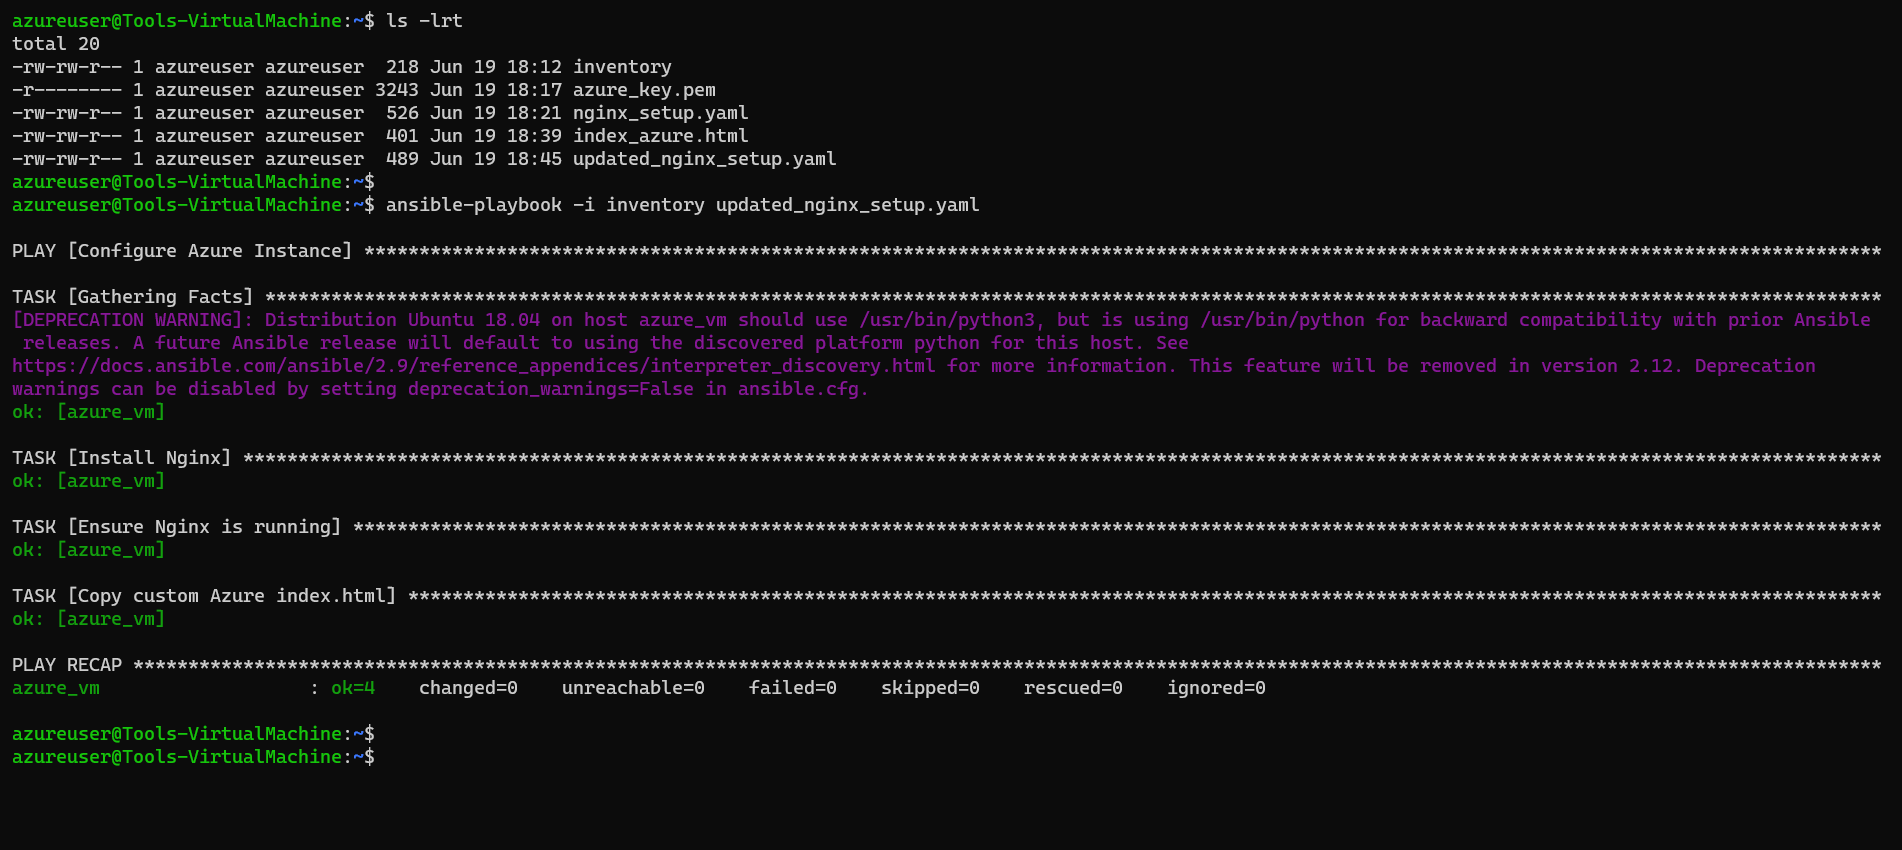 azureuser@Tools-VirtualMachine:~$ ls -lrt
total 20
-rw-rw-r-- 1 azureuser azureuser  218 Jun 19 18:12 inventory
-r-------- 1 azureuser azureuser 3243 Jun 19 18:17 azure_key.pem
-rw-rw-r-- 1 azureuser azureuser  526 Jun 19 18:21 nginx_setup.yaml
-rw-rw-r-- 1 azureuser azureuser  401 Jun 19 18:39 index_azure.html
-rw-rw-r-- 1 azureuser azureuser  489 Jun 19 18:45 updated_nginx_setup.yaml
azureuser@Tools-VirtualMachine:~$
azureuser@Tools-VirtualMachine:~$ ansible-playbook -i inventory updated_nginx_setup.yaml
PLAY [Configure Azure Instance] ******************************************************************************************************************************************
TASK [Gathering Facts] ***************************************************************************************************************************************************
[DEPRECATION WARNING]: Distribution Ubuntu 18.04 on host azure_vm should use /usr/bin/python3, but is using /usr/bin/python for backward compatibility with prior Ansible
 releases. A future Ansible release will default to using the discovered platform python for this host. See
https://docs.ansible.com/ansible/2.9/reference_appendices/interpreter_discovery.html for more information. This feature will be removed in version 2.12. Deprecation
warnings can be disabled by setting deprecation_warnings=False in ansible.cfg.
ok: [azure_vm]
TASK [Install Nginx] *****************************************************************************************************************************************************
ok: [azure_vm]
TASK [Ensure Nginx is running] *******************************************************************************************************************************************
ok: [azure_vm]
TASK [Copy custom Azure index.html] **************************************************************************************************************************************
ok: [azure_vm]
PLAY RECAP ***************************************************************************************************************************************************************
azure_vm                   : ok=4    changed=0    unreachable=0    failed=0    skipped=0    rescued=0    ignored=0
azureuser@Tools-VirtualMachine:~$
azureuser@Tools-VirtualMachine:~$